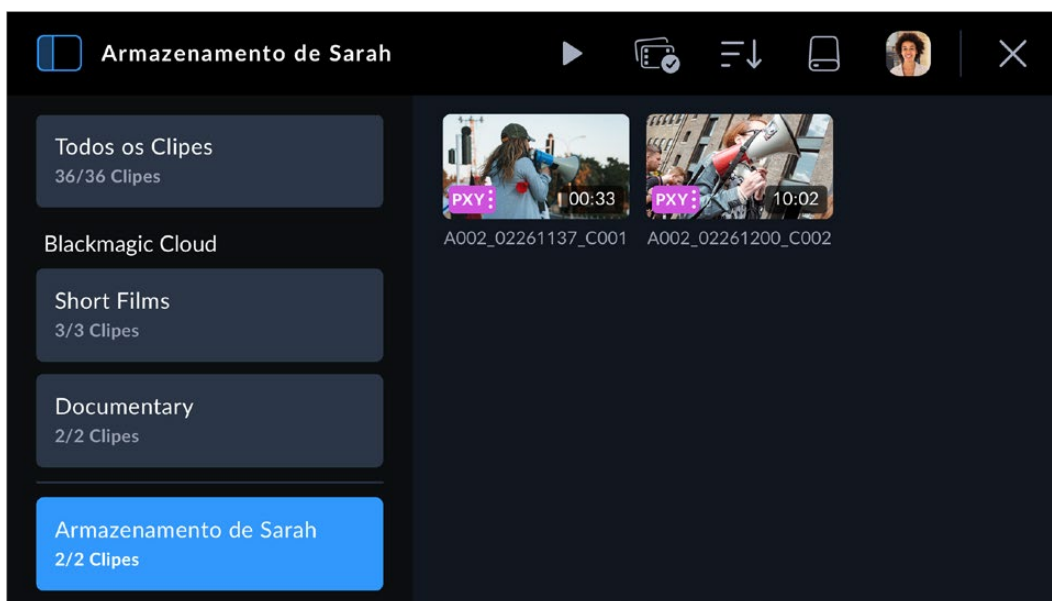 Armazenamento de Sarah
Todos os Clipes
36/36 Clipes
Blackmagic Cloud
Short Films
3/3 Clipes
Documentary
2/2 Clipes
Armazenamento de Sarah
2/2 Clipes
PXY 00:33
A002_02261137_C001
PXY 10:02
A002_02261200_C002